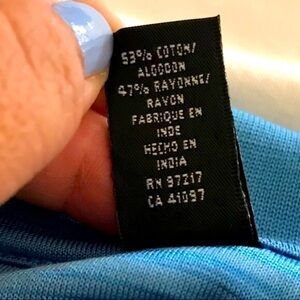 53% COTON/
ALGODON
47% RAYONNE/
RAYON
FABRIQUE EN
INDE
HECHO EN
INDIA
RN 97217
CA 41097